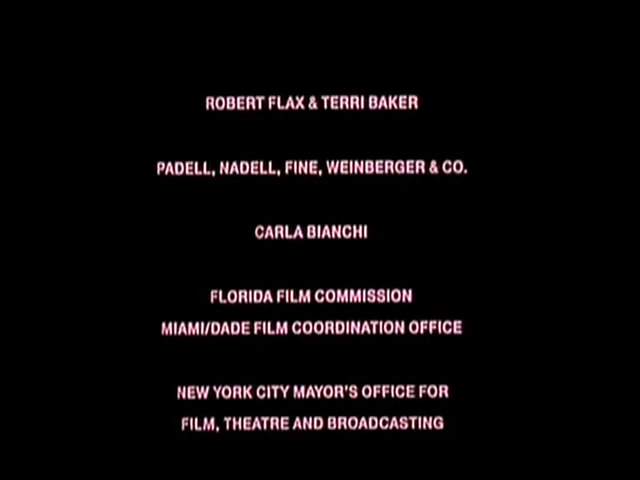 ROBERT FLAX & TERRI BAKER
PADELL, NADELL, FINE, WEINBERGER & CO.
CARLA BIANCHI
FLORIDA FILM COMMISSION
MIAMI/DADE FILM COORDINATION OFFICE
NEW YORK CITY MAYOR'S OFFICE FOR
FILM, THEATRE AND BROADCASTING